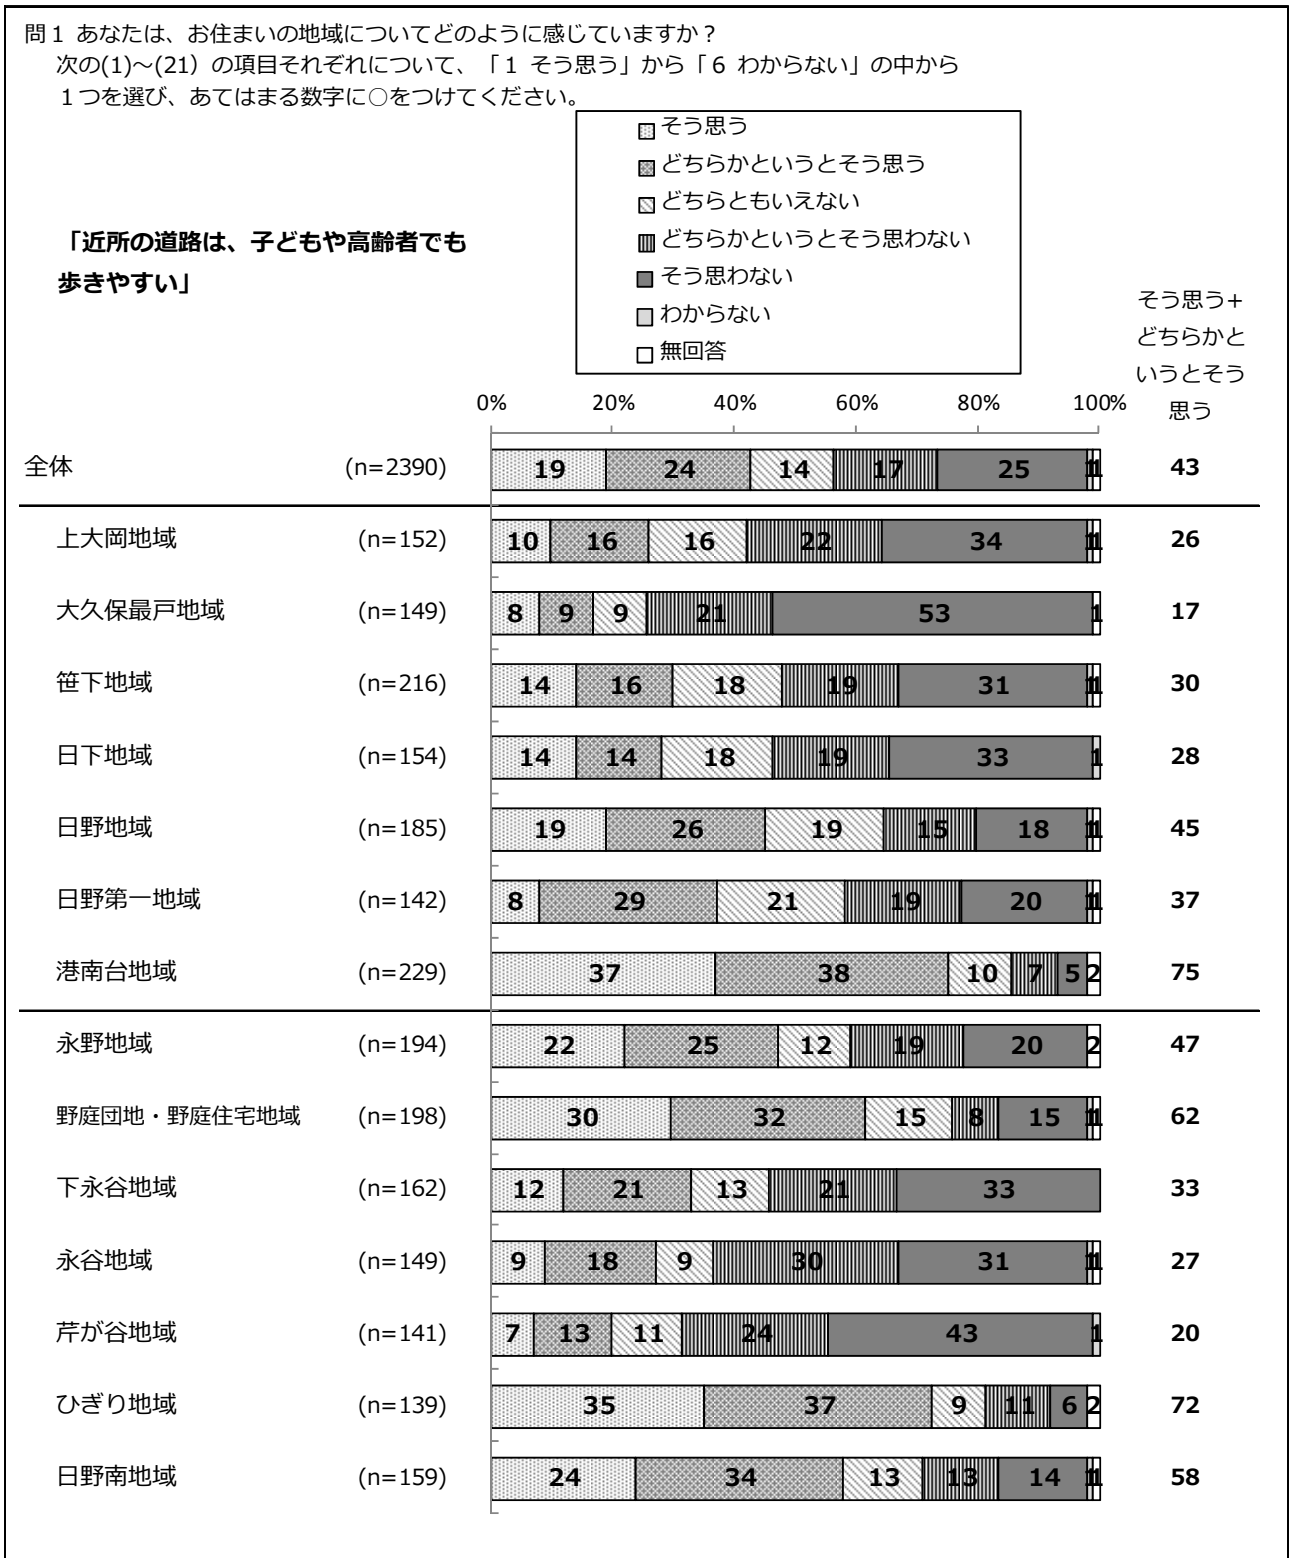 問1 あなたは、お住まいの地域についてどのように感じていますか？
次の(1)～(21）の項目それぞれについて、「1 そう思う」から「6 わからない」の中から
1つを選び、あてはまる数字に○をつけてください。
そう思う
どちらかというとそう思う
どちらともいえない
どちらかというとそう思わない
そう思わない
わからない
無回答
「近所の道路は、子どもや高齢者でも
歩きやすい」
そう思う+
どちらかと
いうとそう
思う
0% 20% 40% 60% 80% 100%
全体 (n=2390) 19 24 14 17 25 1 1 43
上大岡地域 (n=152) 10 16 16 22 34 1 1 26
大久保最戸地域 (n=149) 8 9 9 21 53 1 17
笹下地域 (n=216) 14 16 18 19 31 1 1 30
日下地域 (n=154) 14 14 18 19 33 1 28
日野地域 (n=185) 19 26 19 15 18 1 1 45
日野第一地域 (n=142) 8 29 21 19 20 1 1 37
港南台地域 (n=229) 37 38 10 7 5 2 75
永野地域 (n=194) 22 25 12 19 20 2 47
野庭団地・野庭住宅地域 (n=198) 30 32 15 8 15 1 1 62
下永谷地域 (n=162) 12 21 13 21 33 33
永谷地域 (n=149) 9 18 9 30 31 1 1 27
芹が谷地域 (n=141) 7 13 11 24 43 1 20
ひぎり地域 (n=139) 35 37 9 11 6 2 72
日野南地域 (n=159) 24 34 13 13 14 1 1 58